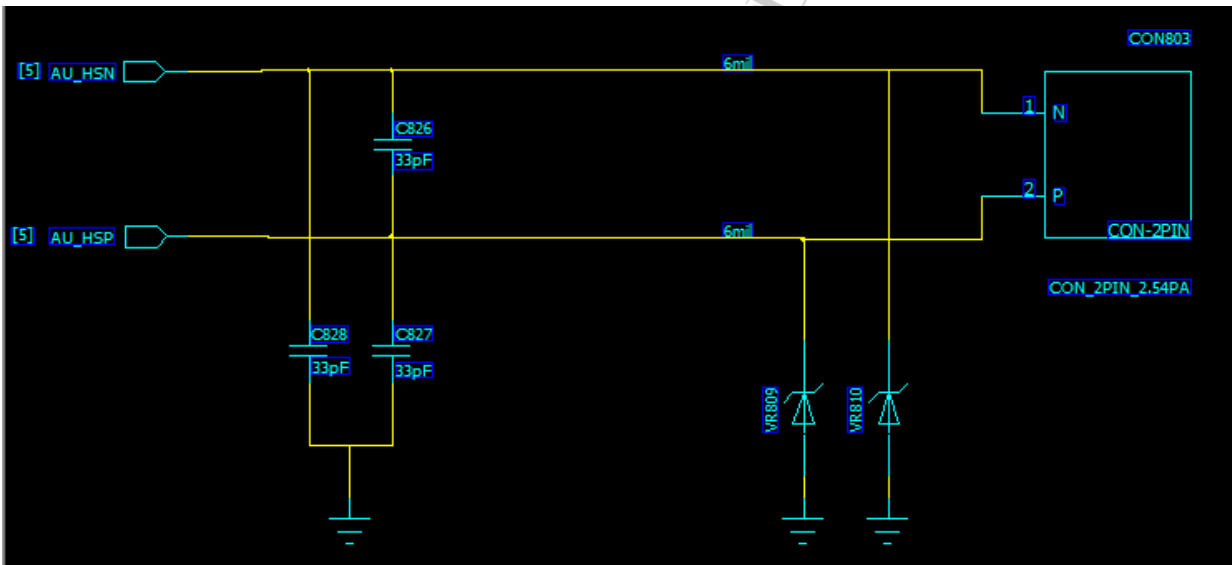 CON803
[5] AU_HSN
6mil
1 N
C826
33pF
2 P
[5] AU_HSP
6mil
CON-2PIN
CON_2PIN_2.54PA
C828
C827
33pF
33pF
VR809
VR810